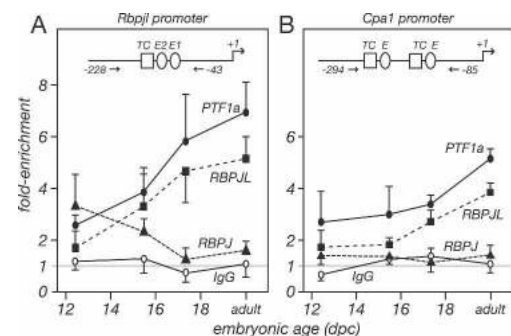 A Rbpjl promoter
TC E2 E1 +1
-228 -43
PTF1a
RBPJL
RBPJ
IgG
8
6
4
2
1
0
12 14 16 18 adult
fold-enrichment
B Cpa1 promoter
TC E TC E +1
-294 -85
PTF1a
RBPJL
RBPJ
IgG
6
4
2
1
0
12 14 16 18 adult
embryonic age (dpc)